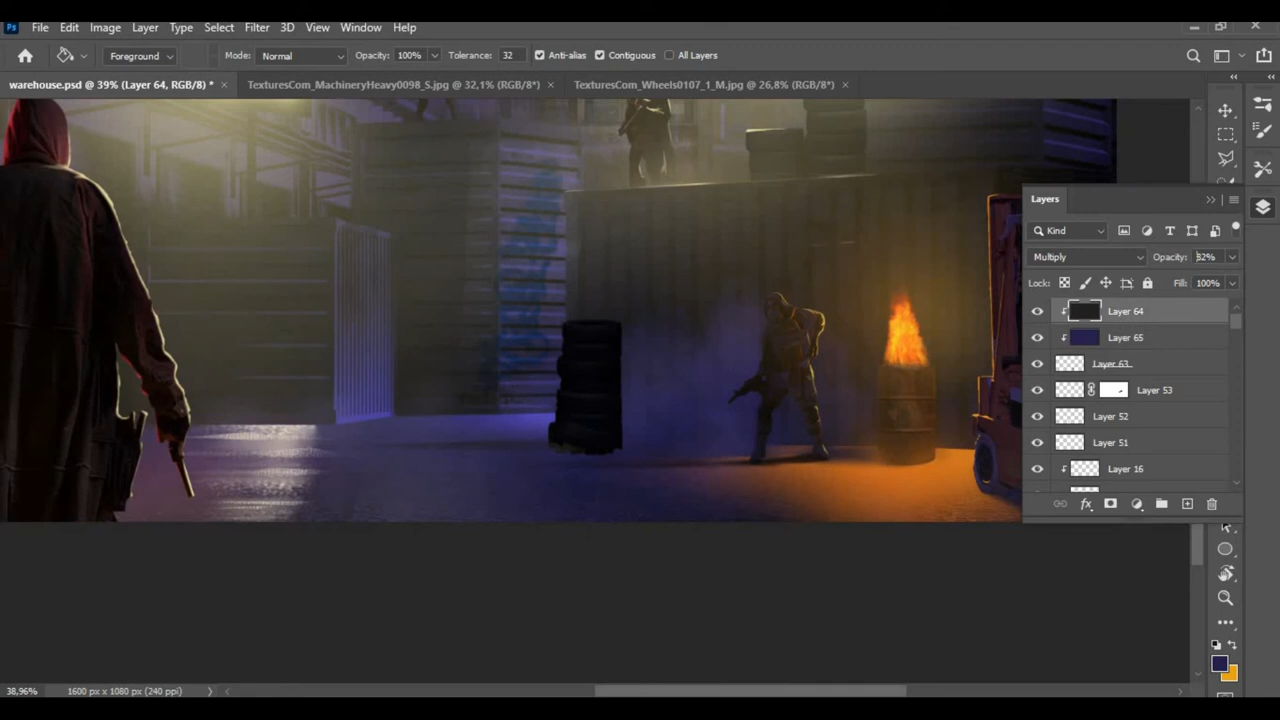 Ps File Edit Image Layer Type Select Filter 3D View Window Help
Foreground Mode: Normal Opacity: 100% Tolerance: 32 Anti-alias Contiguous All Layers
warehouse.psd @ 39% (Layer 64, RGB/8) * × TexturesCom_MachineryHeavy0098_S.jpg @ 32,1% (RGB/8*) × TexturesCom_Wheels0107_1_M.jpg @ 26,8% (RGB/8*) ×
Layers
Kind
Multiply Opacity: 82%
Lock: Fill: 100%
Layer 64
Layer 65
Layer 63
Layer 53
Layer 52
Layer 51
Layer 16
fx
38,96% 1600 px x 1080 px (240 ppi)